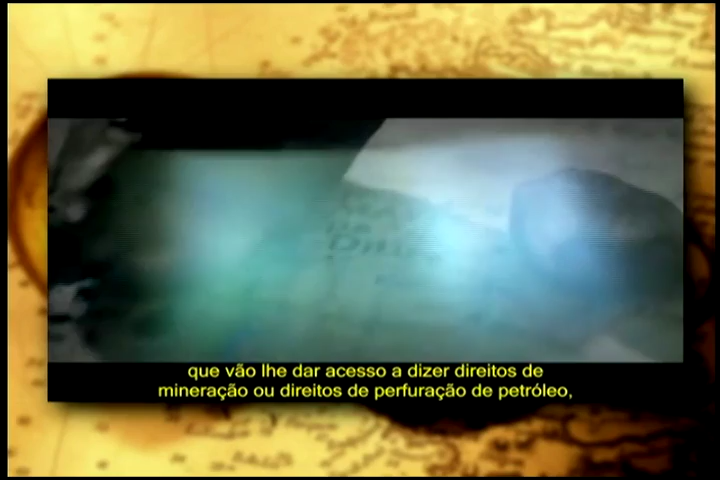 que vão lhe dar acesso a dizer direitos de
mineração ou direitos de perfuração de petróleo,